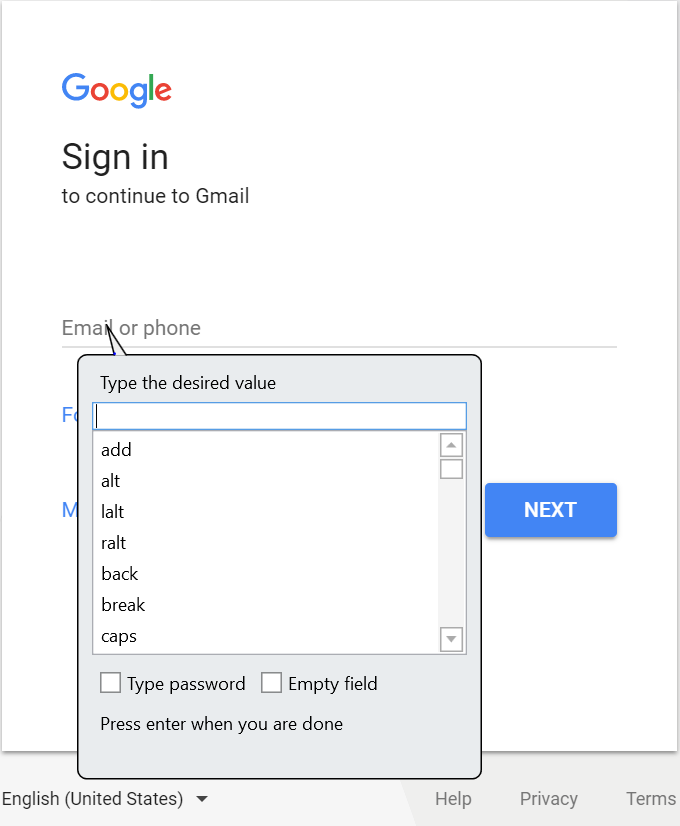 Google
Sign in
to continue to Gmail
Email or phone
Type the desired value
Fo
add
alt
lalt
ralt
back
break
caps
M
NEXT
Type password Empty field
Press enter when you are done
English (United States) Help Privacy Terms